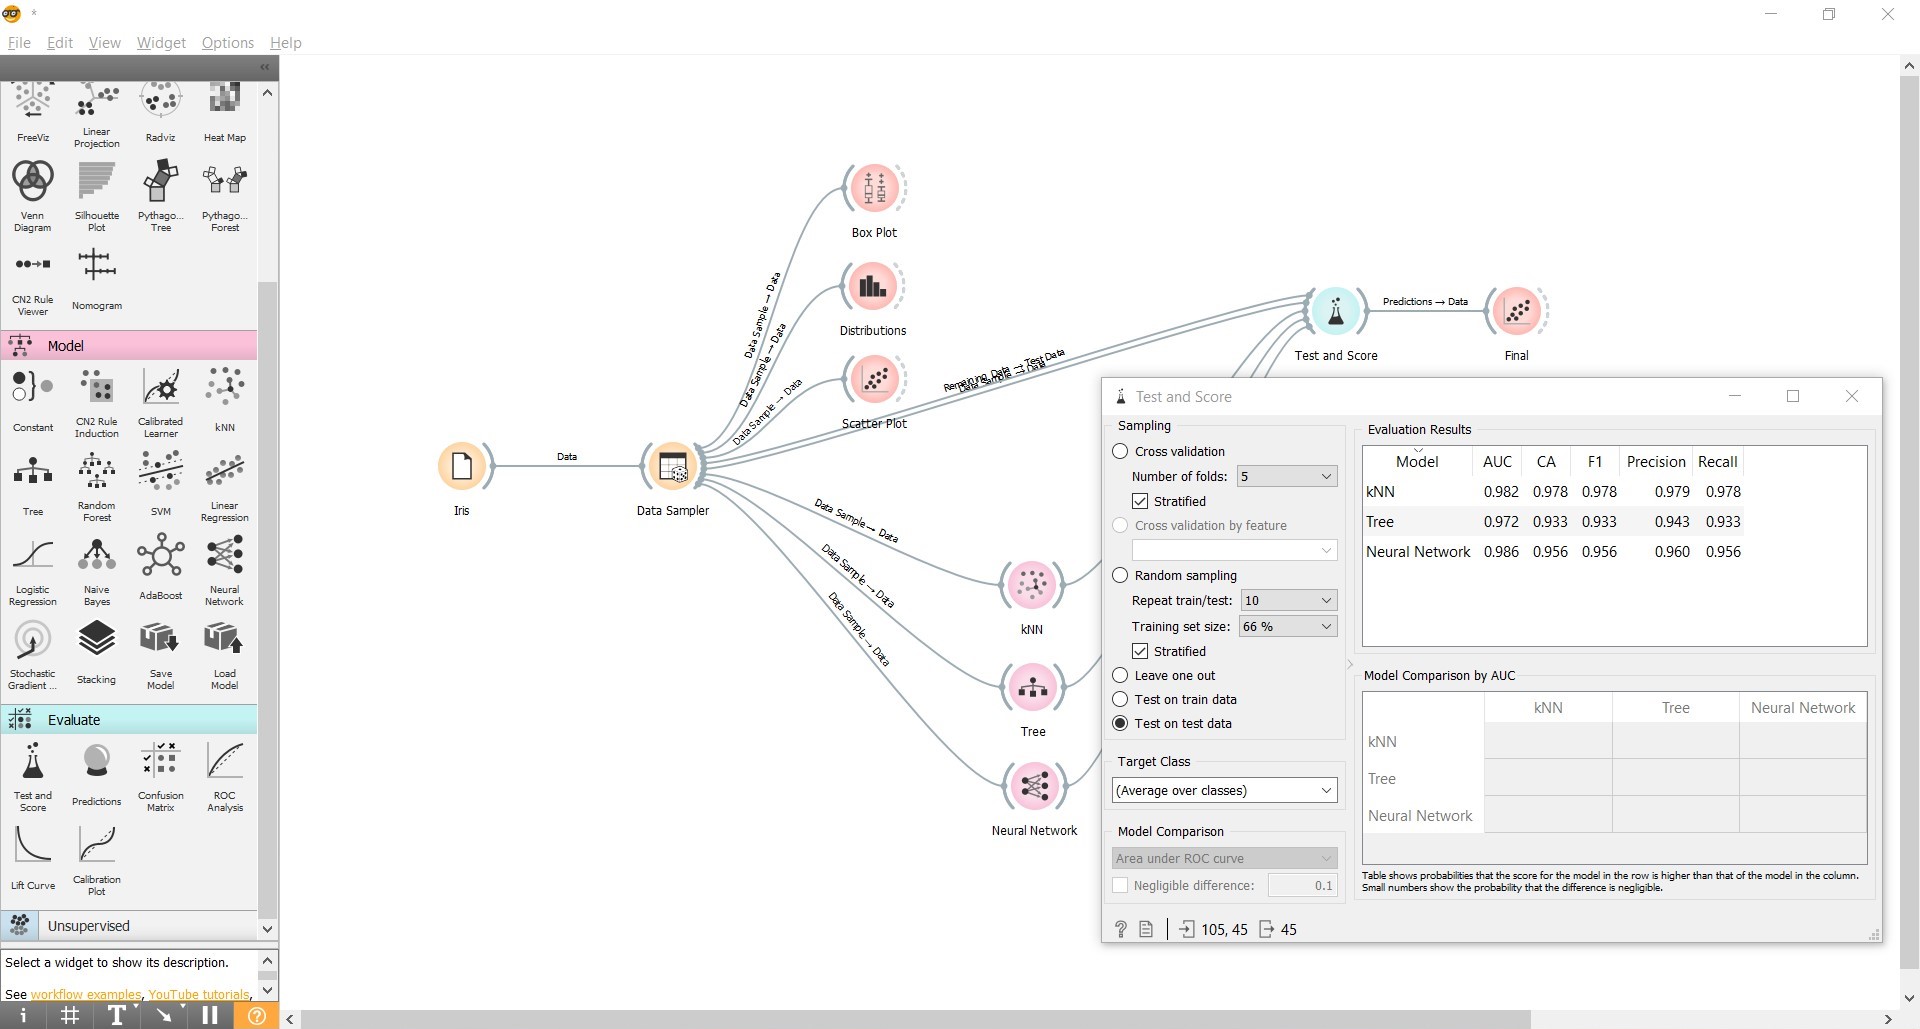 *
File Edit View Widget Options Help
«
FreeViz
Linear
Projection
Radviz
Heat Map
Venn
Diagram
Silhouette
Plot
Pythago...
Tree
Pythago...
Forest
CN2 Rule
Viewer
Nomogram
Model
Constant
CN2 Rule
Induction
Calibrated
Learner
kNN
Tree
Random
Forest
SVM
Linear
Regression
Logistic
Regression
Naive
Bayes
AdaBoost
Neural
Network
Stochastic
Gradient ...
Stacking
Save
Model
Load
Model
Evaluate
Test and
Score
Predictions
Confusion
Matrix
ROC
Analysis
Lift Curve
Calibration
Plot
Unsupervised
Select a widget to show its description.
See workflow examples, YouTube tutorials,
Iris
Data
Data Sampler
Data Sample → Data
Box Plot
Data Sample → Data
Distributions
Data Sample → Data
Scatter Plot
Remaining Data → Test Data
Data Sample → Data
Test and Score
Predictions → Data
Final
Data Sample → Data
kNN
Data Sample → Data
Tree
Data Sample → Data
Neural Network
Test and Score
Sampling
Cross validation
Number of folds: 5
Stratified
Cross validation by feature
Random sampling
Repeat train/test: 10
Training set size: 66 %
Stratified
Leave one out
Test on train data
Test on test data
Target Class
(Average over classes)
Model Comparison
Area under ROC curve
Negligible difference: 0.1
? 105, 45 45
Evaluation Results
Model AUC CA F1 Precision Recall
kNN 0.982 0.978 0.978 0.979 0.978
Tree 0.972 0.933 0.933 0.943 0.933
Neural Network 0.986 0.956 0.956 0.960 0.956
Model Comparison by AUC
kNN Tree Neural Network
kNN
Tree
Neural Network
Table shows probabilities that the score for the model in the row is higher than that of the model in the column.
Small numbers show the probability that the difference is negligible.